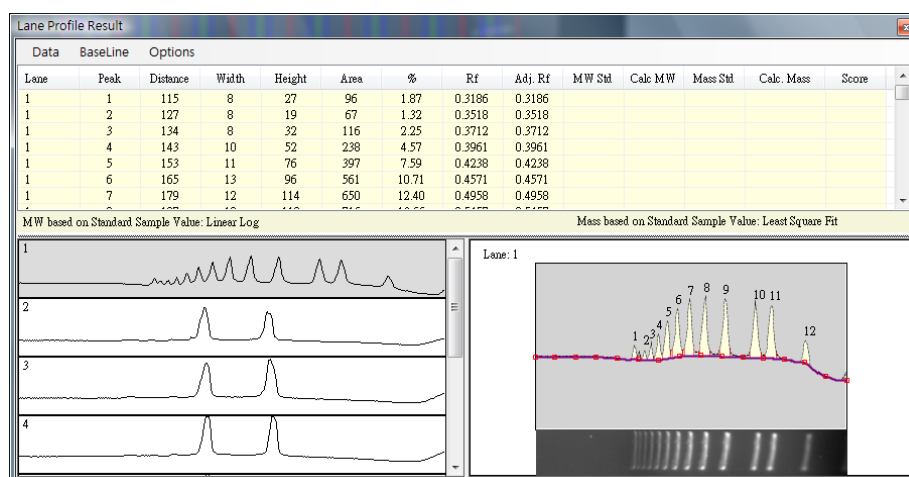 Lane Profile Result
Data BaseLine Options
Lane Peak Distance Width Height Area % Rf Adj. Rf MW Std Calc MW Mass Std Calc. Mass Score
1 1 115 8 27 96 1.87 0.3186 0.3186
1 2 127 8 19 67 1.32 0.3518 0.3518
1 3 134 8 32 116 2.25 0.3712 0.3712
1 4 143 10 52 238 4.57 0.3961 0.3961
1 5 153 11 76 397 7.59 0.4238 0.4238
1 6 165 13 96 561 10.71 0.4571 0.4571
1 7 179 12 114 650 12.40 0.4958 0.4958
MW based on Standard Sample Value: Linear Log Mass based on Standard Sample Value: Least Square Fit
1
2
3
4
Lane: 1
1 2 3 4 5 6 7 8 9 10 11 12